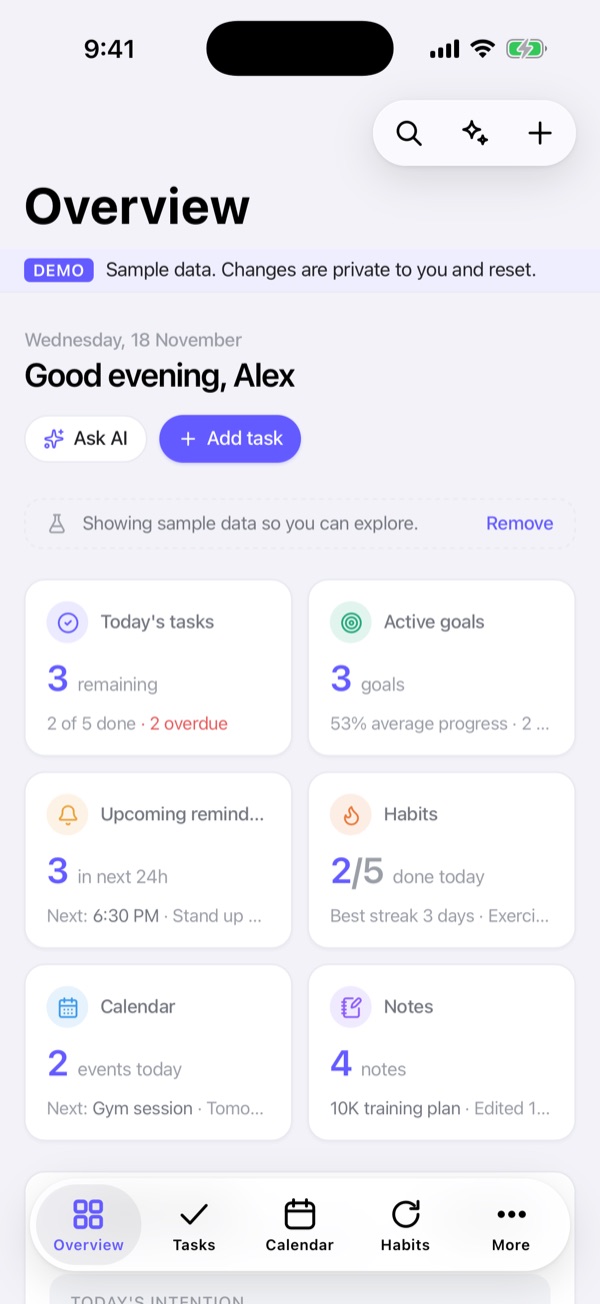 9:41
Overview
DEMO Sample data. Changes are private to you and reset.
Wednesday, 18 November
Good evening, Alex
Ask AI
Add task
Showing sample data so you can explore.
Remove
Today's tasks
3 remaining
2 of 5 done · 2 overdue
Active goals
3 goals
53% average progress · 2 ...
Upcoming remind...
3 in next 24h
Next: 6:30 PM · Stand up ...
Habits
2/5 done today
Best streak 3 days · Exerci...
Calendar
2 events today
Next: Gym session · Tomo...
Notes
4 notes
10K training plan · Edited 1...
Overview
Tasks
Calendar
Habits
More
TODAY'S INTENTION